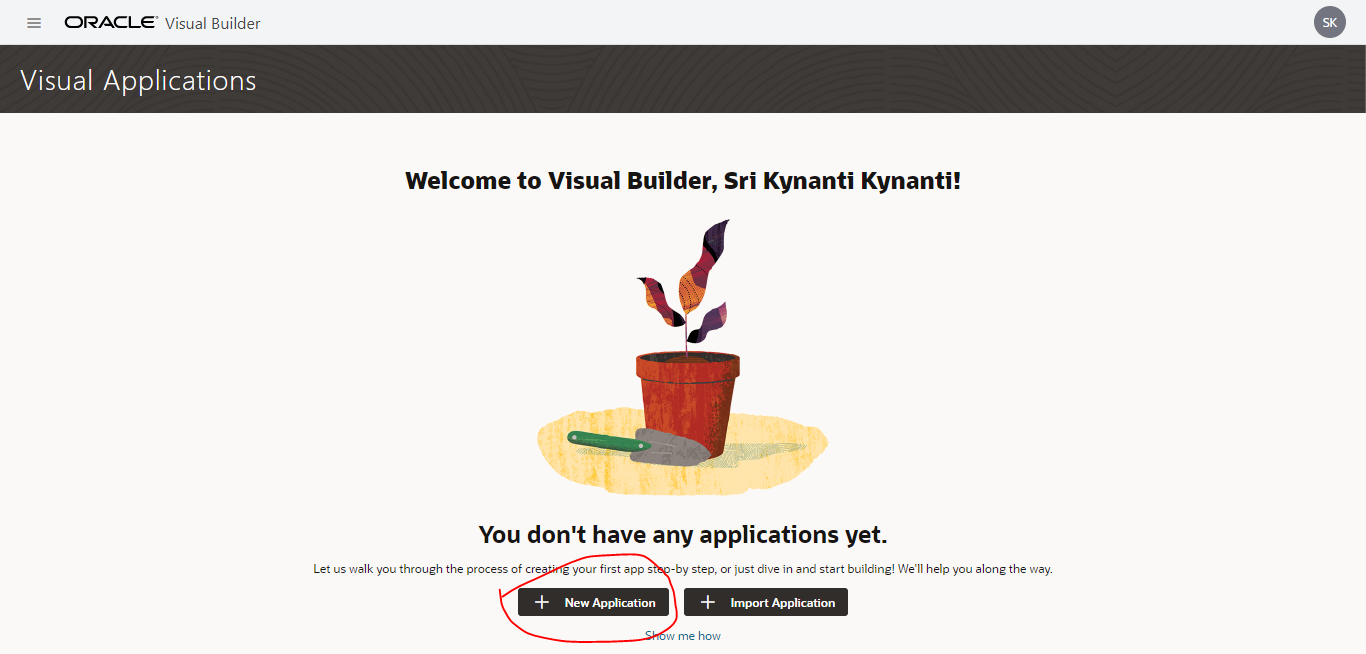 ORACLE® Visual Builder
SK
Visual Applications
Welcome to Visual Builder, Sri Kynanti Kynanti!
You don't have any applications yet.
Let us walk you through the process of creating your first app step-by step, or just dive in and start building! We'll help you along the way.
+ New Application
+ Import Application
Show me how